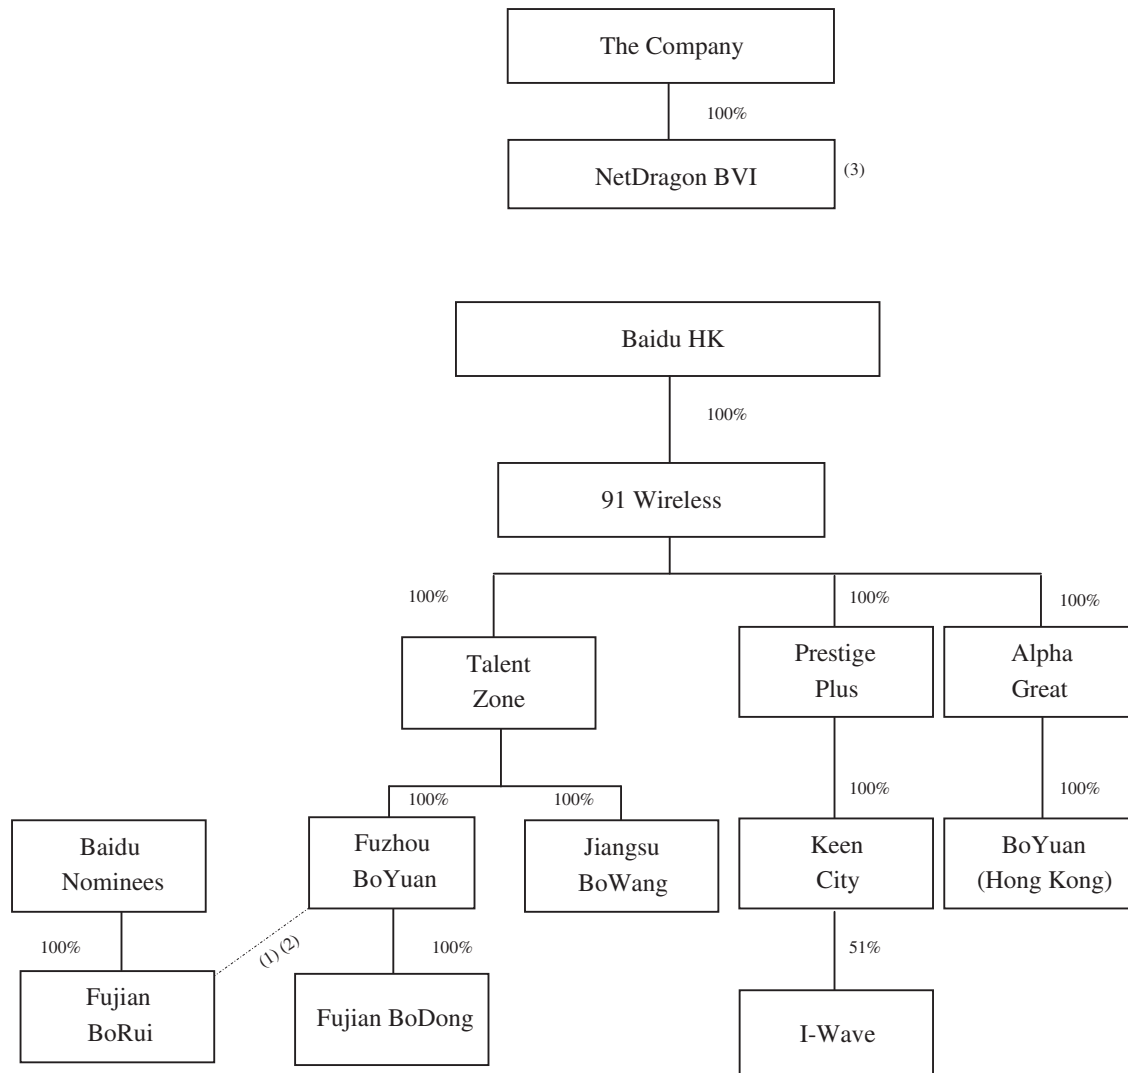 The Company
100%
NetDragon BVI
(3)
Baidu HK
100%
91 Wireless
100%
100%
100%
Talent
Zone
Prestige
Plus
Alpha
Great
100%
100%
100%
100%
Baidu
Nominees
Fuzhou
BoYuan
Jiangsu
BoWang
Keen
City
BoYuan
(Hong Kong)
100%
(1) (2)
100%
51%
Fujian
BoRui
Fujian BoDong
I-Wave